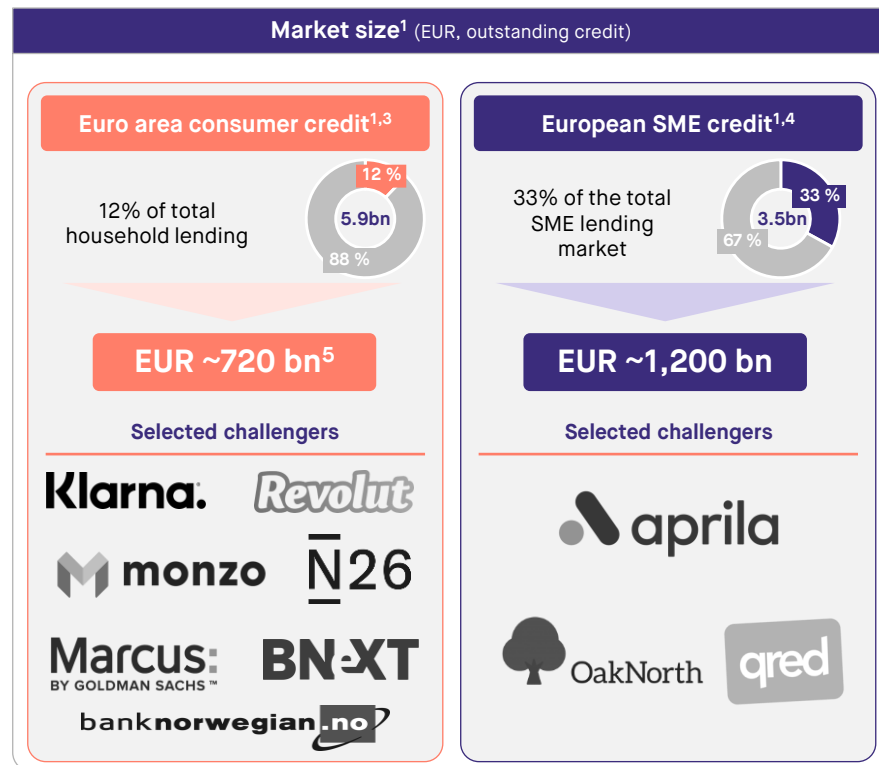 Market size¹ (EUR, outstanding credit)
Euro area consumer credit¹,³
12% of total
household lending
12 %
5.9bn
88 %
EUR ~720 bn⁵
Selected challengers
Klarna.
Revolut
monzo
N26
Marcus:
BY GOLDMAN SACHS ™
BNEXT
banknorwegian.no
European SME credit¹,⁴
33% of the total
SME lending
market
33 %
3.5bn
67 %
EUR ~1,200 bn
Selected challengers
aprila
OakNorth
qred